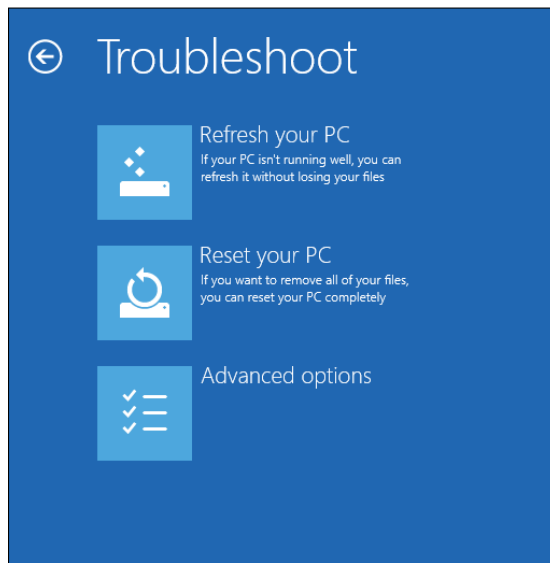 Troubleshoot
Refresh your PC
If your PC isn't running well, you can
refresh it without losing your files
Reset your PC
If you want to remove all of your files,
you can reset your PC completely
Advanced options